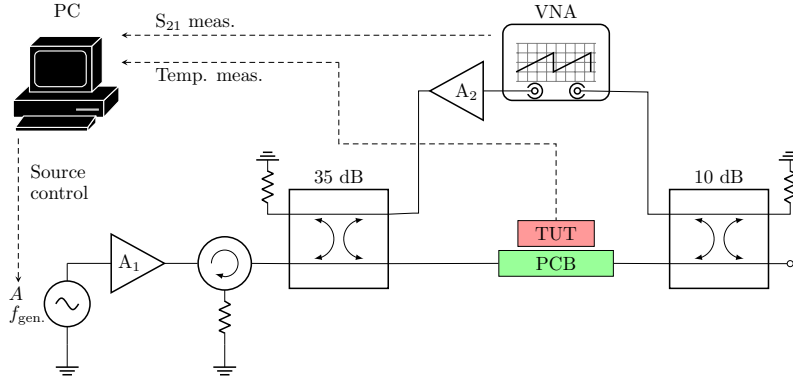 PC
VNA
S21 meas.
Temp. meas.
A2
Source
control
35 dB
10 dB
TUT
PCB
A1
A
fgen.